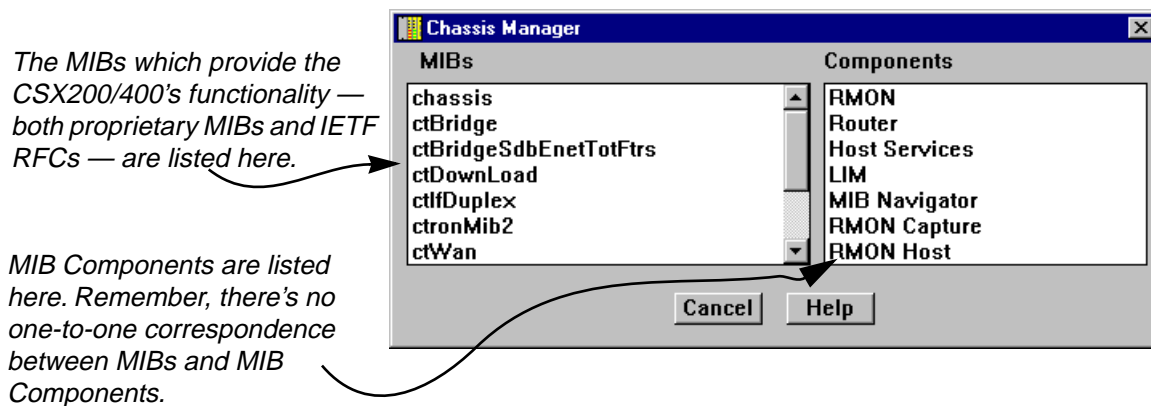 The MIBs which provide the
CSX200/400's functionality —
both proprietary MIBs and IETF
RFCs — are listed here.
MIB Components are listed
here. Remember, there's no
one-to-one correspondence
between MIBs and MIB
Components.
Chassis Manager
MIBs
chassis
ctBridge
ctBridgeSdbEnetTotFtrs
ctDownLoad
ctIfDuplex
ctronMib2
ctWan
Components
RMON
Router
Host Services
LIM
MIB Navigator
RMON Capture
RMON Host
Cancel
Help